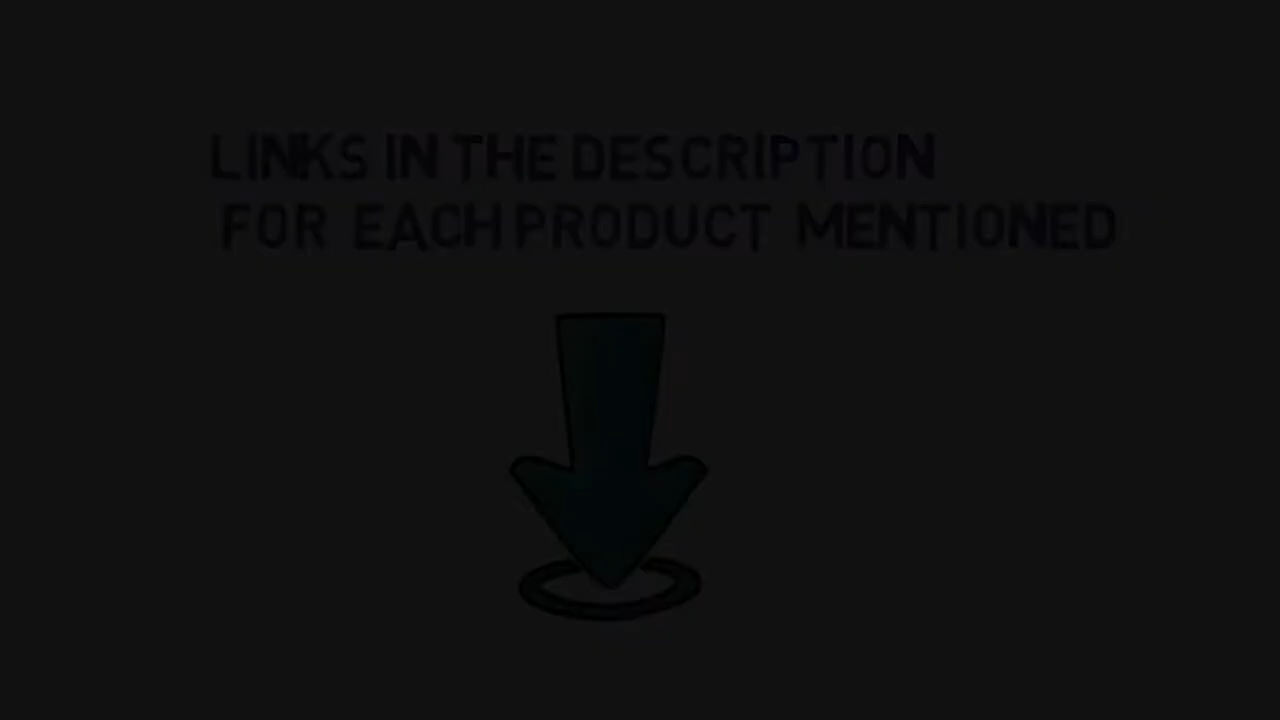 LINKS IN THE DESCRIPTION
FOR EACH PRODUCT MENTIONED